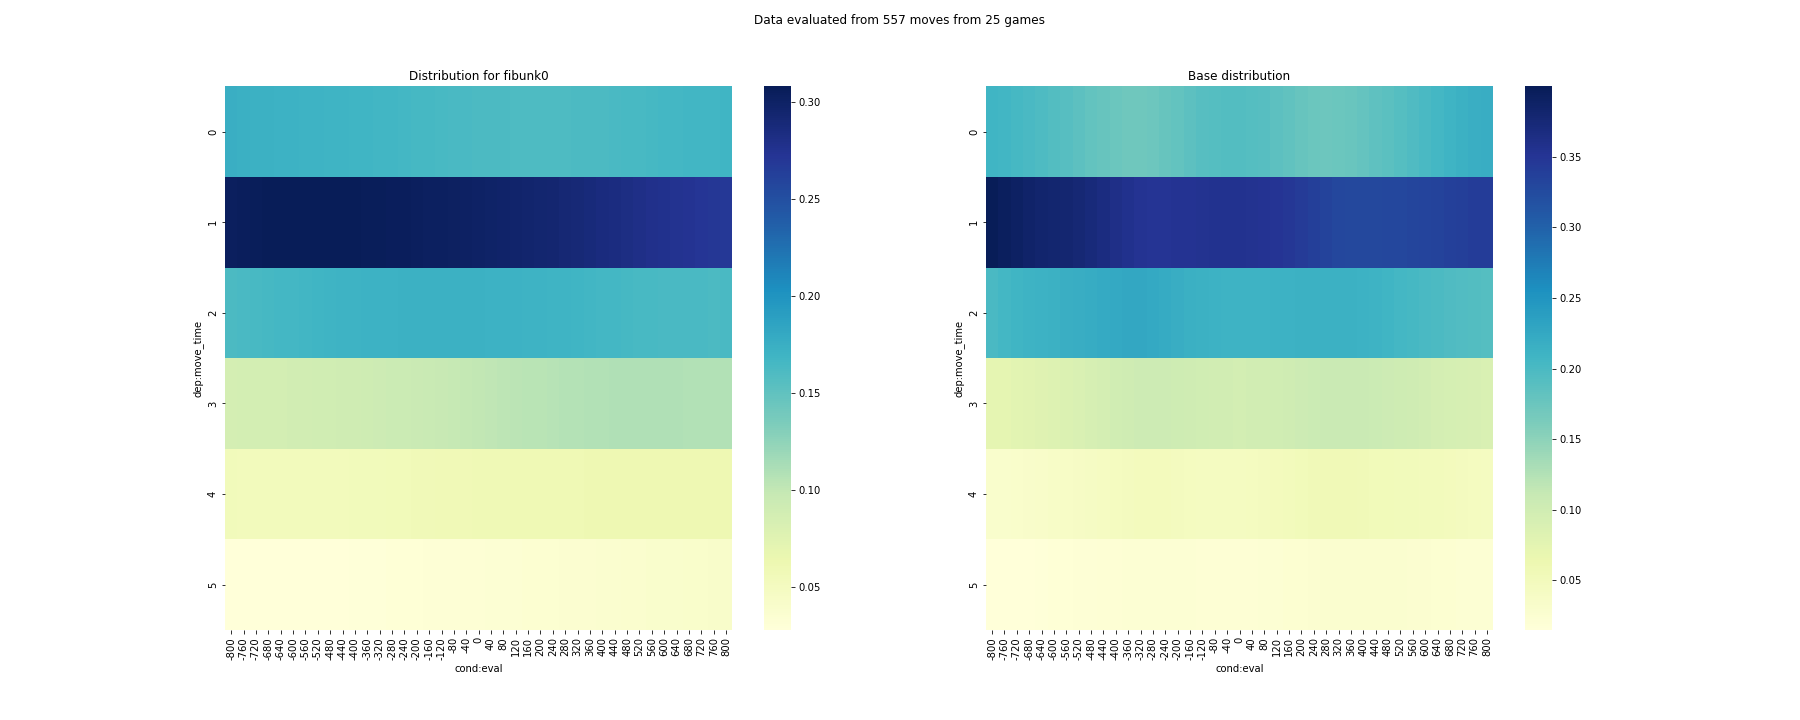 Data evaluated from 557 moves from 25 games
Distribution for fibunk0
0
1
2
3
4
5
dep:move_time
-800 -760 -720 -680 -640 -600 -560 -520 -480 -440 -400 -360 -320 -280 -240 -200 -160 -120 -80 -40 0 40 80 120 160 200 240 280 320 360 400 440 480 520 560 600 640 680 720 760 800
cond:eval
0.30
0.25
0.20
0.15
0.10
0.05
Base distribution
0
1
2
3
4
5
dep:move_time
-800 -760 -720 -680 -640 -600 -560 -520 -480 -440 -400 -360 -320 -280 -240 -200 -160 -120 -80 -40 0 40 80 120 160 200 240 280 320 360 400 440 480 520 560 600 640 680 720 760 800
cond:eval
0.35
0.30
0.25
0.20
0.15
0.10
0.05